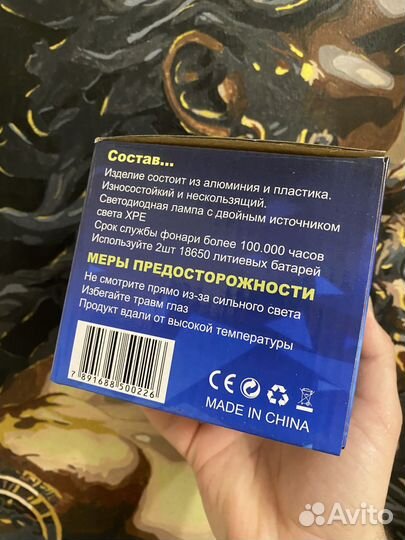 Состав...
Изделие состоит из алюминия и пластика.
Износостойкий и нескользящий.
Светодиодная лампа с двойным источником
света XPE
Срок службы фонари более 100.000 часов
Используйте 2шт 18650 литиевых батарей
МЕРЫ ПРЕДОСТОРОЖНОСТИ
Не смотрите прямо из-за сильного света
Избегайте травм глаз
Продукт вдали от высокой температуры
7 891688 500226
CE
MADE IN CHINA
Avito